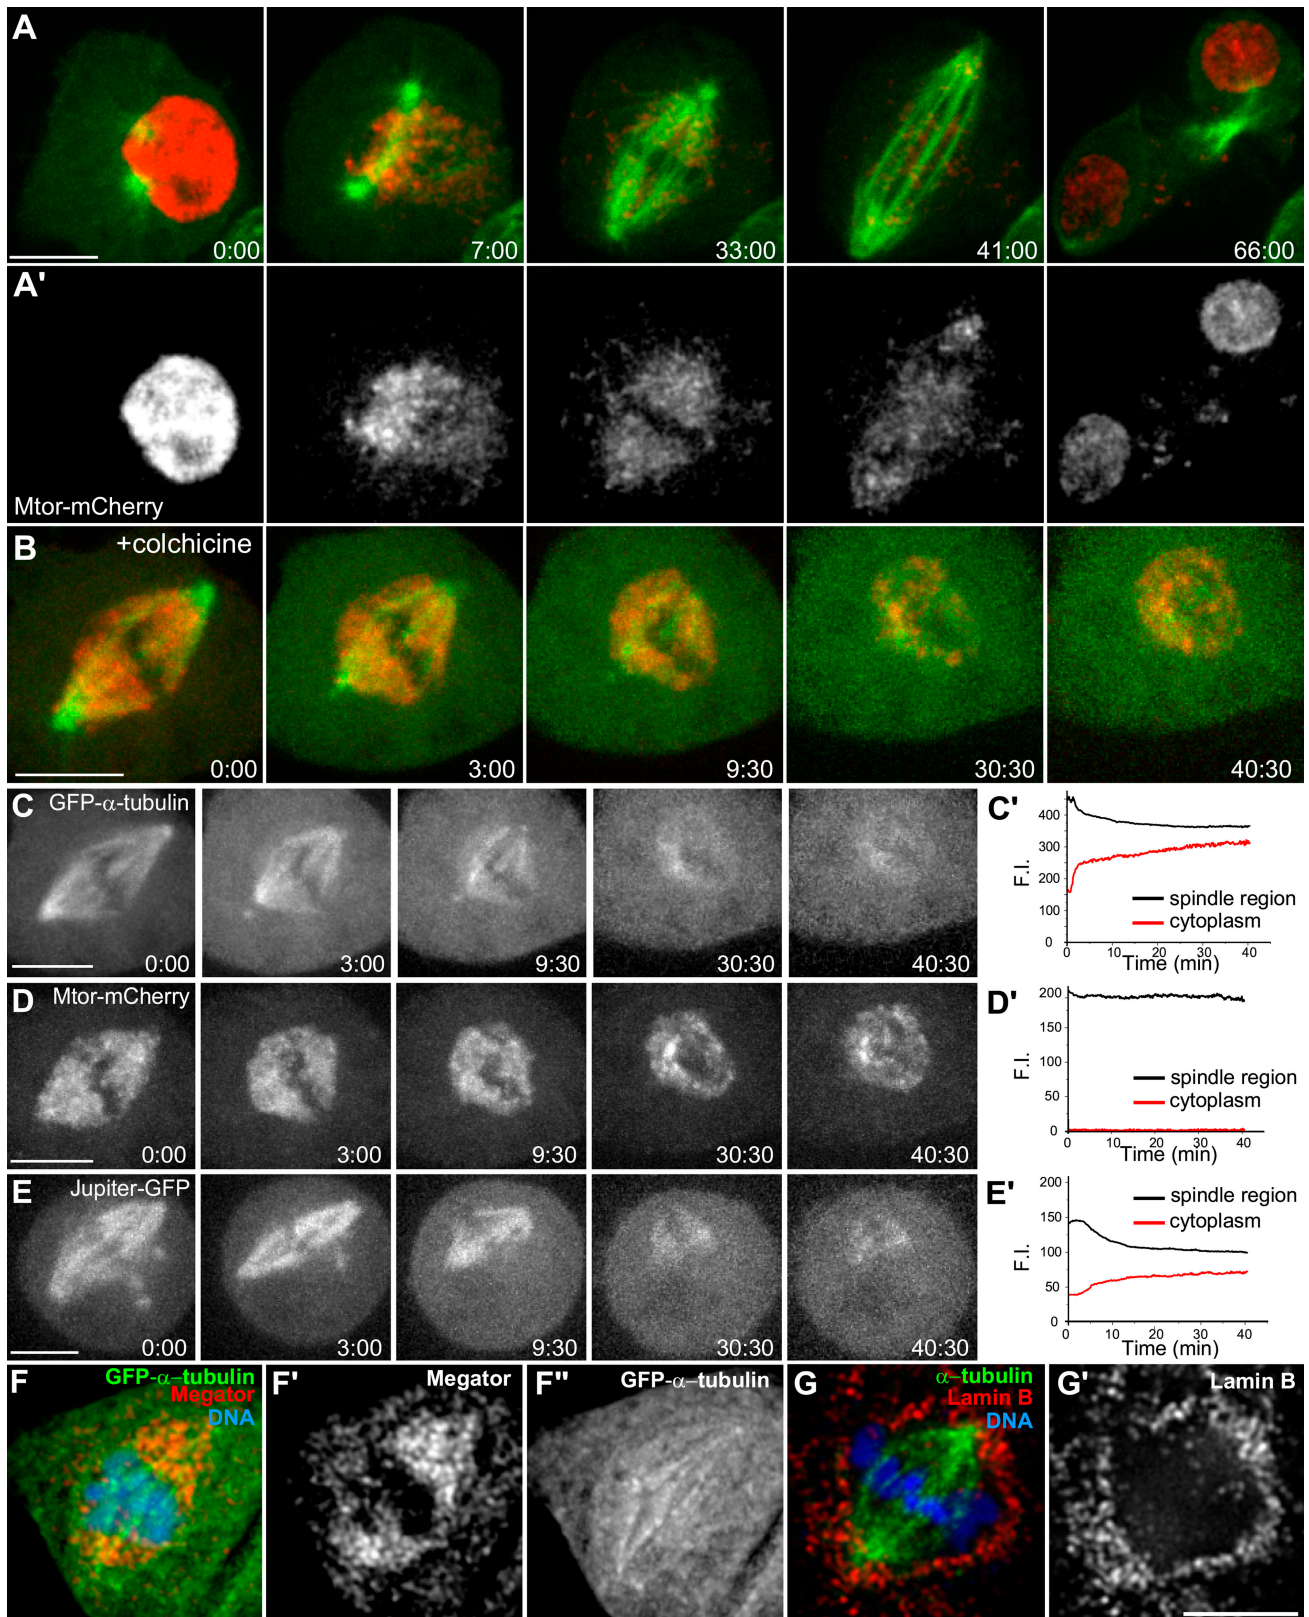 A
0:00
7:00
33:00
41:00
66:00
A'
Mtor-mCherry
B
+colchicine
0:00
3:00
9:30
30:30
40:30
C
GFP-α-tubulin
0:00
3:00
9:30
30:30
40:30
C'
400
300
200
100
0
F.I.
spindle region
cytoplasm
0 10 20 30 40
Time (min)
D
Mtor-mCherry
0:00
3:00
9:30
30:30
40:30
D'
200
150
100
50
0
F.I.
spindle region
cytoplasm
0 10 20 30 40
Time (min)
E
Jupiter-GFP
0:00
3:00
9:30
30:30
40:30
E'
200
150
100
50
0
F.I.
spindle region
cytoplasm
0 10 20 30 40
Time (min)
F
GFP-α-tubulin
Megator
DNA
F'
Megator
F"
GFP-α-tubulin
G
α-tubulin
Lamin B
DNA
G'
Lamin B